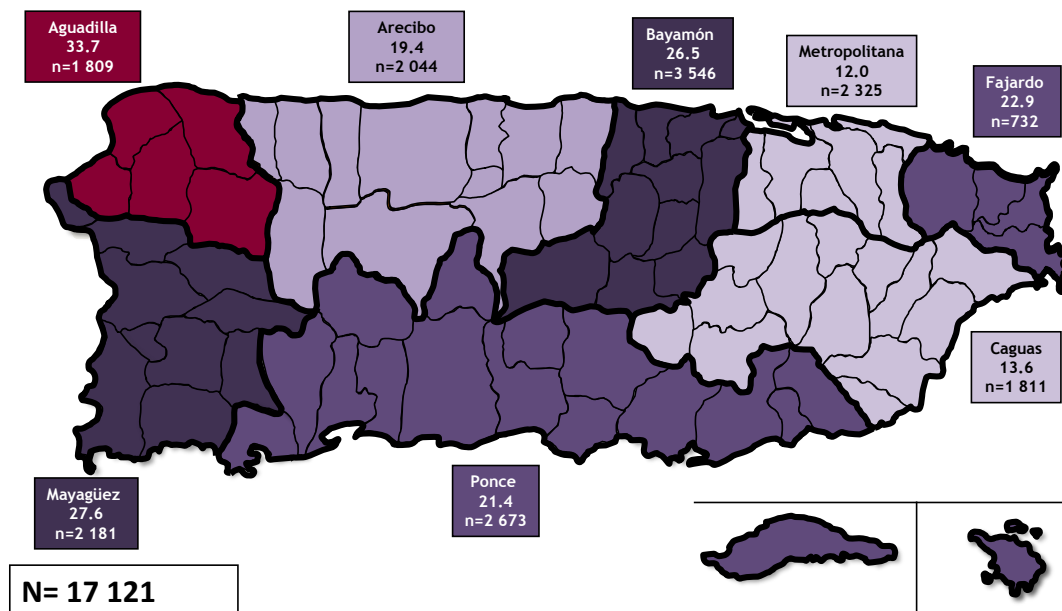 Aguadilla
33.7
n=1 809
Arecibo
19.4
n=2 044
Bayamón
26.5
n=3 546
Metropolitana
12.0
n=2 325
Fajardo
22.9
n=732
Caguas
13.6
n=1 811
Mayagüez
27.6
n=2 181
Ponce
21.4
n=2 673
N= 17 121